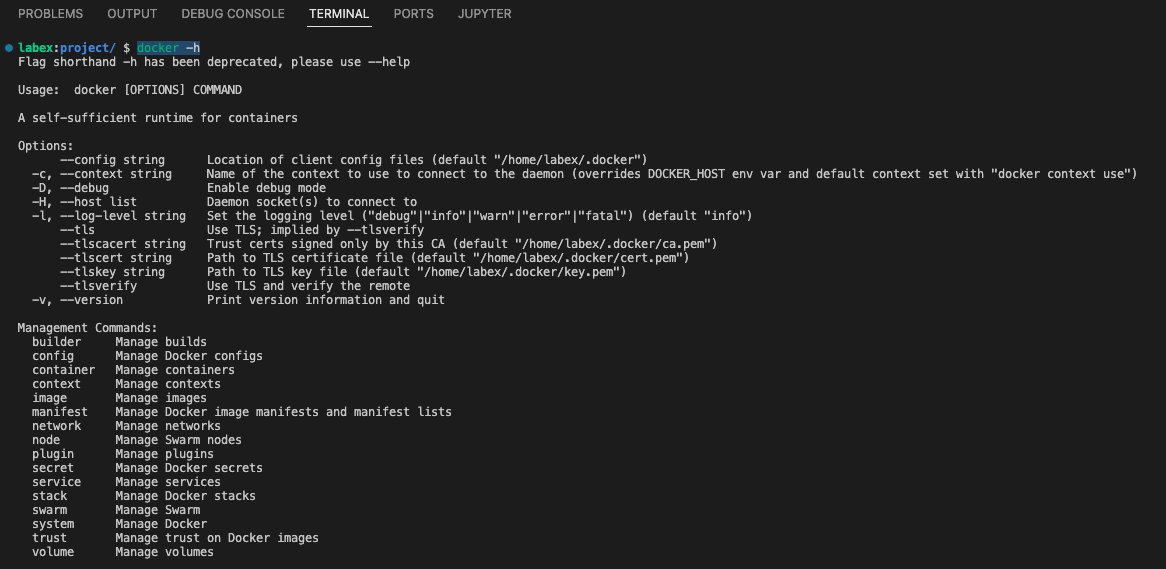 PROBLEMS OUTPUT DEBUG CONSOLE TERMINAL PORTS JUPYTER
labex:project/ $ docker -h
Flag shorthand -h has been deprecated, please use --help
Usage:  docker [OPTIONS] COMMAND
A self-sufficient runtime for containers
Options:
      --config string      Location of client config files (default "/home/labex/.docker")
  -c, --context string     Name of the context to use to connect to the daemon (overrides DOCKER_HOST env var and default context set with "docker context use")
  -D, --debug              Enable debug mode
  -H, --host list          Daemon socket(s) to connect to
  -l, --log-level string   Set the logging level ("debug"|"info"|"warn"|"error"|"fatal") (default "info")
      --tls                Use TLS; implied by --tlsverify
      --tlscacert string   Trust certs signed only by this CA (default "/home/labex/.docker/ca.pem")
      --tlscert string     Path to TLS certificate file (default "/home/labex/.docker/cert.pem")
      --tlskey string      Path to TLS key file (default "/home/labex/.docker/key.pem")
      --tlsverify          Use TLS and verify the remote
  -v, --version            Print version information and quit
Management Commands:
  builder     Manage builds
  config      Manage Docker configs
  container   Manage containers
  context     Manage contexts
  image       Manage images
  manifest    Manage Docker image manifests and manifest lists
  network     Manage networks
  node        Manage Swarm nodes
  plugin      Manage plugins
  secret      Manage Docker secrets
  service     Manage services
  stack       Manage Docker stacks
  swarm       Manage Swarm
  system      Manage Docker
  trust       Manage trust on Docker images
  volume      Manage volumes